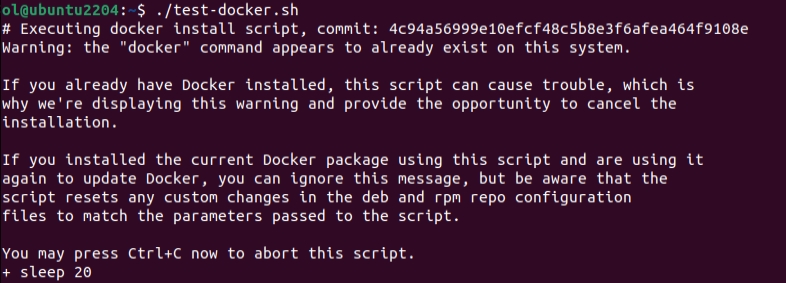 ol@ubuntu2204:~$ ./test-docker.sh
# Executing docker install script, commit: 4c94a56999e10efcf48c5b8e3f6afea464f9108e
Warning: the "docker" command appears to already exist on this system.

If you already have Docker installed, this script can cause trouble, which is
why we're displaying this warning and provide the opportunity to cancel the
installation.

If you installed the current Docker package using this script and are using it
again to update Docker, you can ignore this message, but be aware that the
script resets any custom changes in the deb and rpm repo configuration
files to match the parameters passed to the script.

You may press Ctrl+C now to abort this script.
+ sleep 20